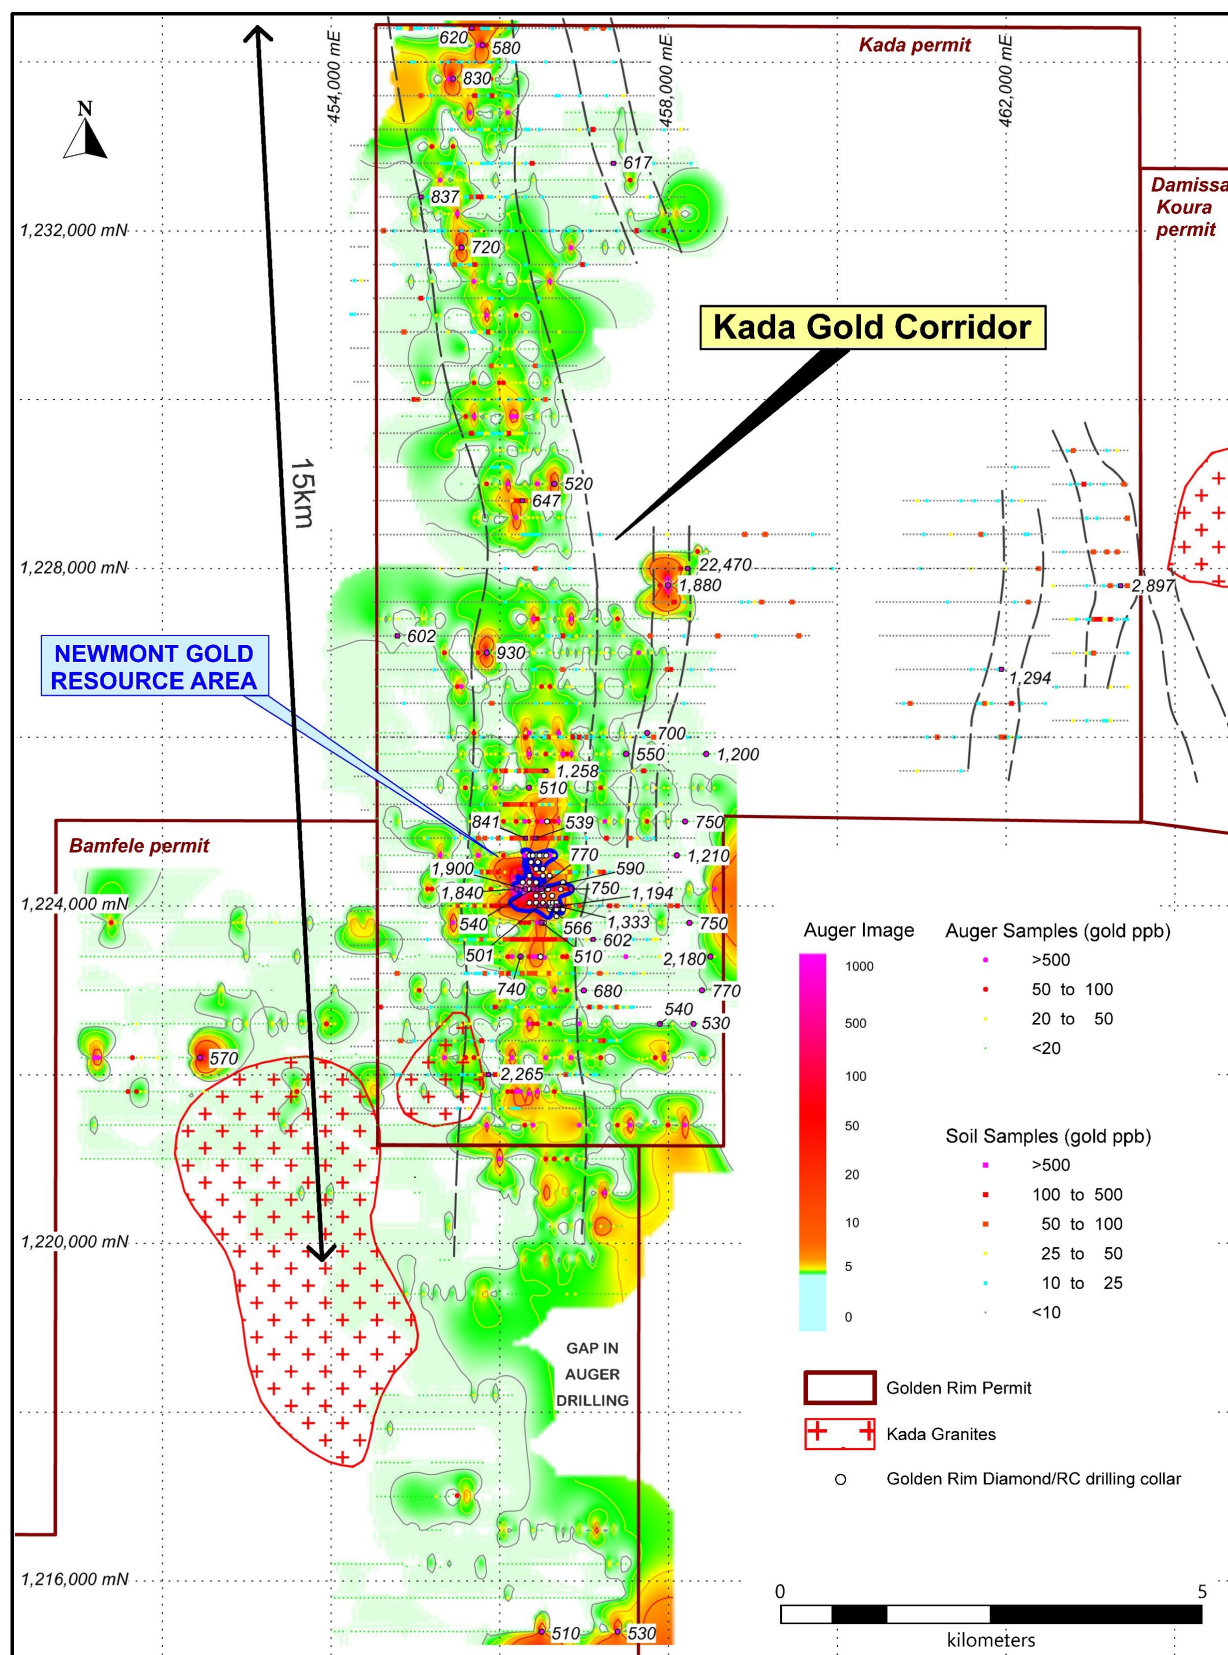 620
580
Kada permit
454,000 mE
458,000 mE
462,000 mE
830
N
617
837
Damissa
Koura
permit
1,232,000 mN
720
Kada Gold Corridor
15km
520
647
1,228,000 mN
22,470
1,880
2,897
602
930
NEWMONT GOLD
RESOURCE AREA
1,294
700
550
1,200
1,258
510
841
539
750
Bamfele permit
770
1,210
1,900
590
1,840
750
1,194
1,224,000 mN
540
1,333
750
566
602
501
510
2,180
740
680
770
540
530
570
2,265
Auger Image
1000
500
100
50
20
10
5
0
Auger Samples (gold ppb)
>500
50 to 100
20 to 50
<20
Soil Samples (gold ppb)
>500
100 to 500
50 to 100
25 to 50
10 to 25
<10
1,220,000 mN
GAP IN
AUGER
DRILLING
Golden Rim Permit
Kada Granites
Golden Rim Diamond/RC drilling collar
1,216,000 mN
510
530
0
5
kilometers